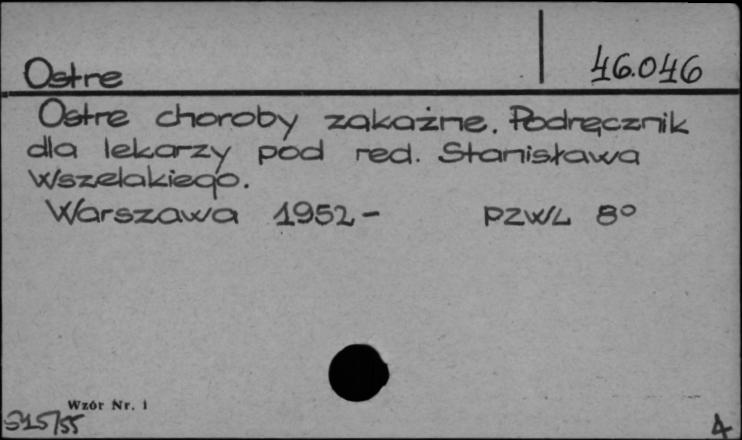 Ostre 46.046
Ostre choroby zakaźne. Podręcznik
dla lekarzy pod red. Stanisława
Wszelakiego.
Warszawa 1952- PZWL 8º
Wzór Nr. 1
S15/55 4